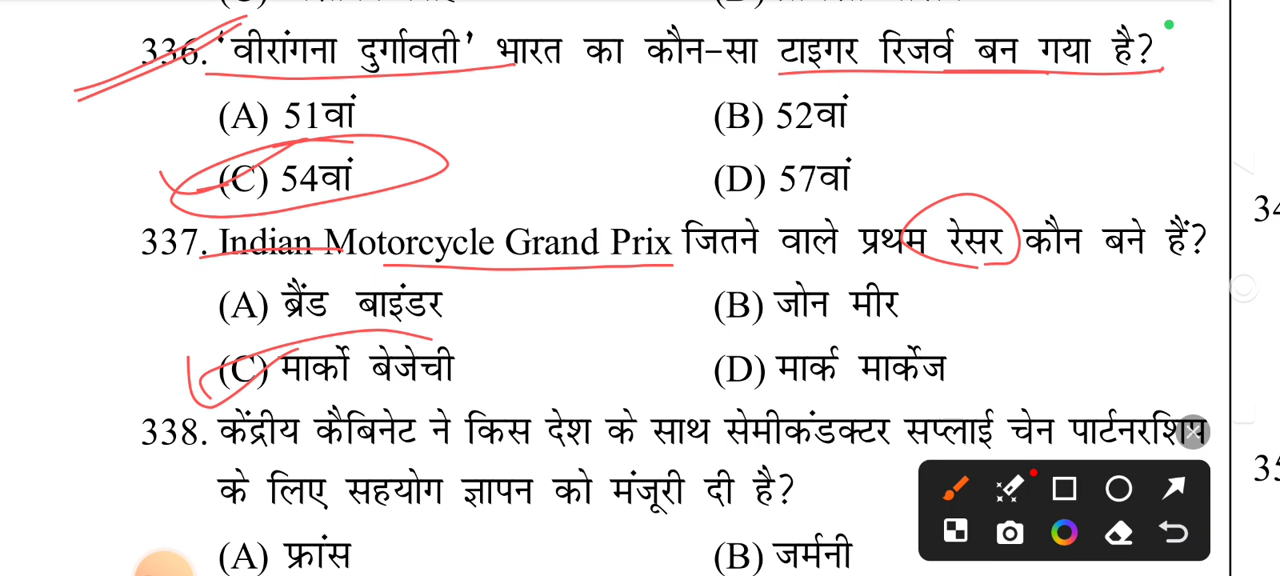 336. 'वीरांगना दुर्गावती' भारत का कौन-सा टाइगर रिजर्व बन गया है?
(A) 51वां (B) 52वां
(C) 54वां (D) 57वां
337. Indian Motorcycle Grand Prix जितने वाले प्रथम रेसर कौन बने हैं?
(A) ब्रैंड बाइंडर (B) जोन मीर
(C) मार्को बेजेची (D) मार्क मार्केज
338. केंद्रीय कैबिनेट ने किस देश के साथ सेमीकंडक्टर सप्लाई चेन पार्टनरशिप
के लिए सहयोग ज्ञापन को मंजूरी दी है?
(A) फ्रांस (B) जर्मनी